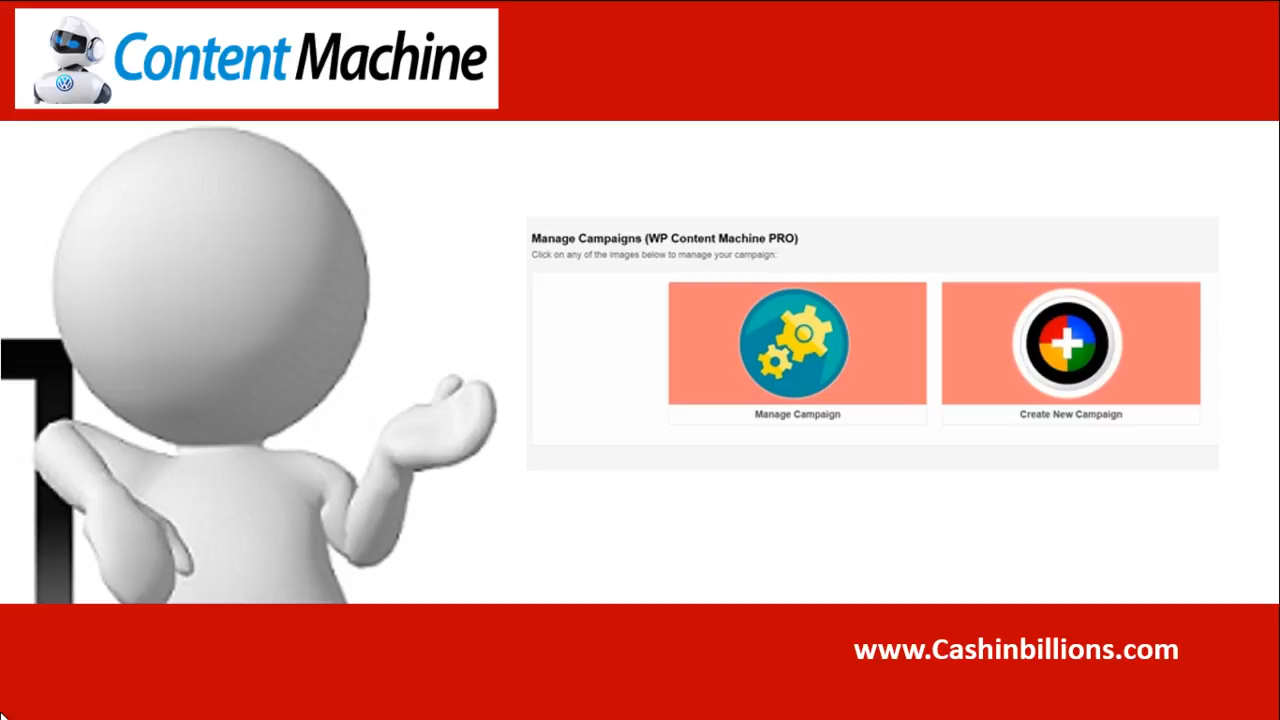 Content Machine
Manage Campaigns (WP Content Machine PRO)
Click on any of the images below to manage your campaign:
Manage Campaign
Create New Campaign
www.Cashinbillions.com